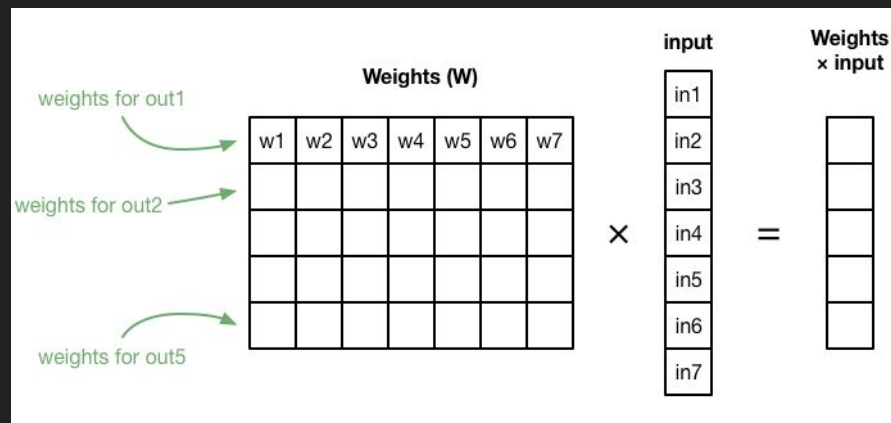 input
Weights
× input
Weights (W)
weights for out1
in1
w1 w2 w3 w4 w5 w6 w7
in2
weights for out2
in3
×
in4
=
in5
in6
weights for out5
in7